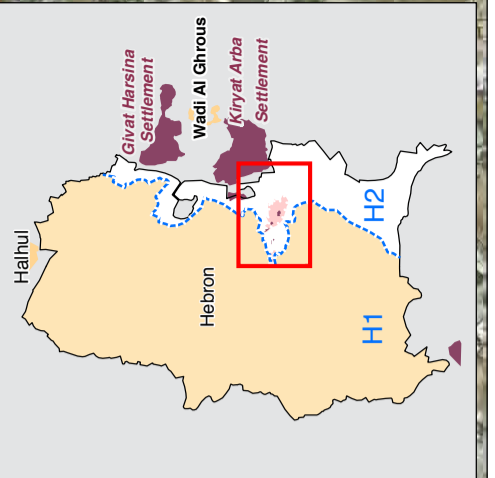 Givat Harsina
Settlement
Wadi Al Ghrous
Kiryat Arba
Settlement
Halhul
Hebron
H2
H1